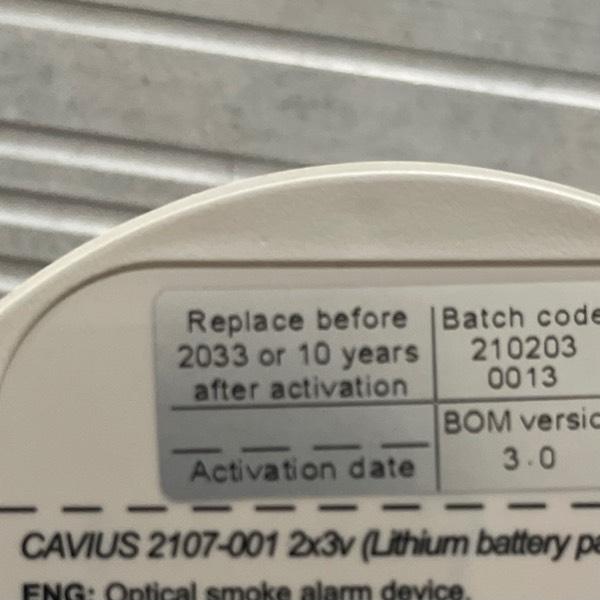 Replace before
2033 or 10 years
after activation
Batch code
210203
0013
Activation date
BOM versio
3.0
CAVIUS 2107-001 2x3v (Lithium battery pa
ENG: Optical smoke alarm device.